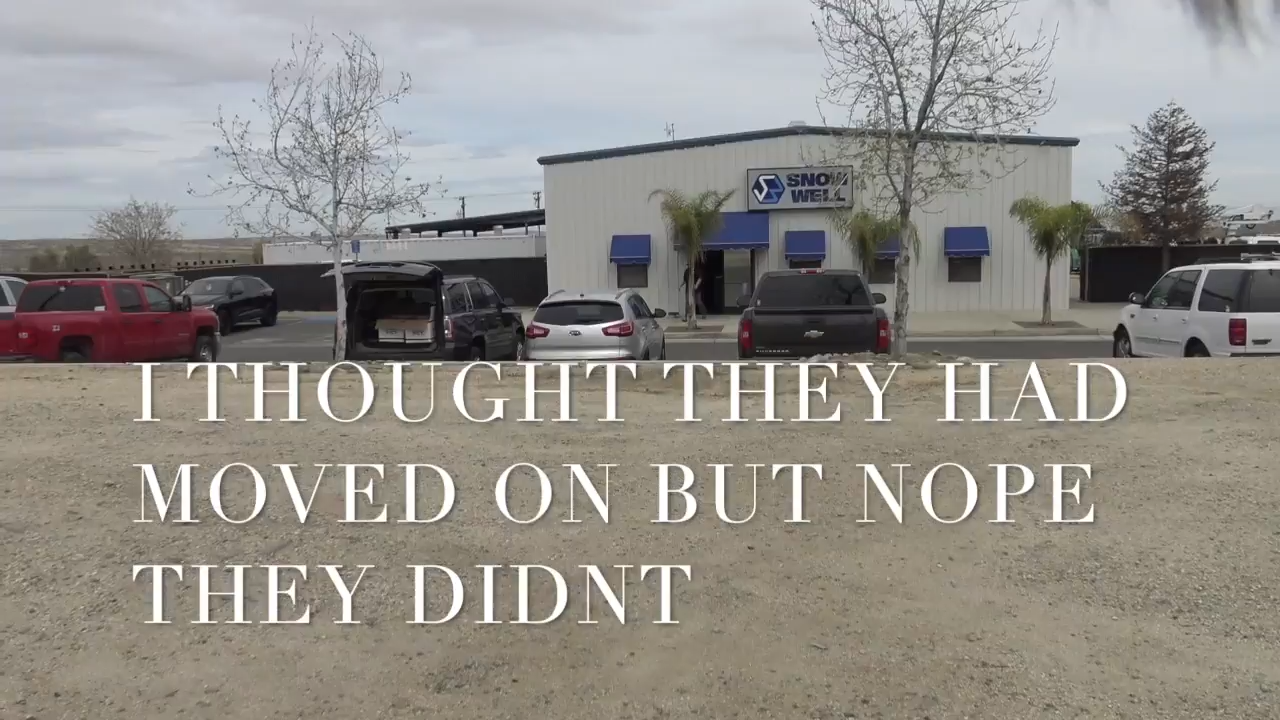 SNOW
WELL
I THOUGHT THEY HAD
MOVED ON BUT NOPE
THEY DIDNT